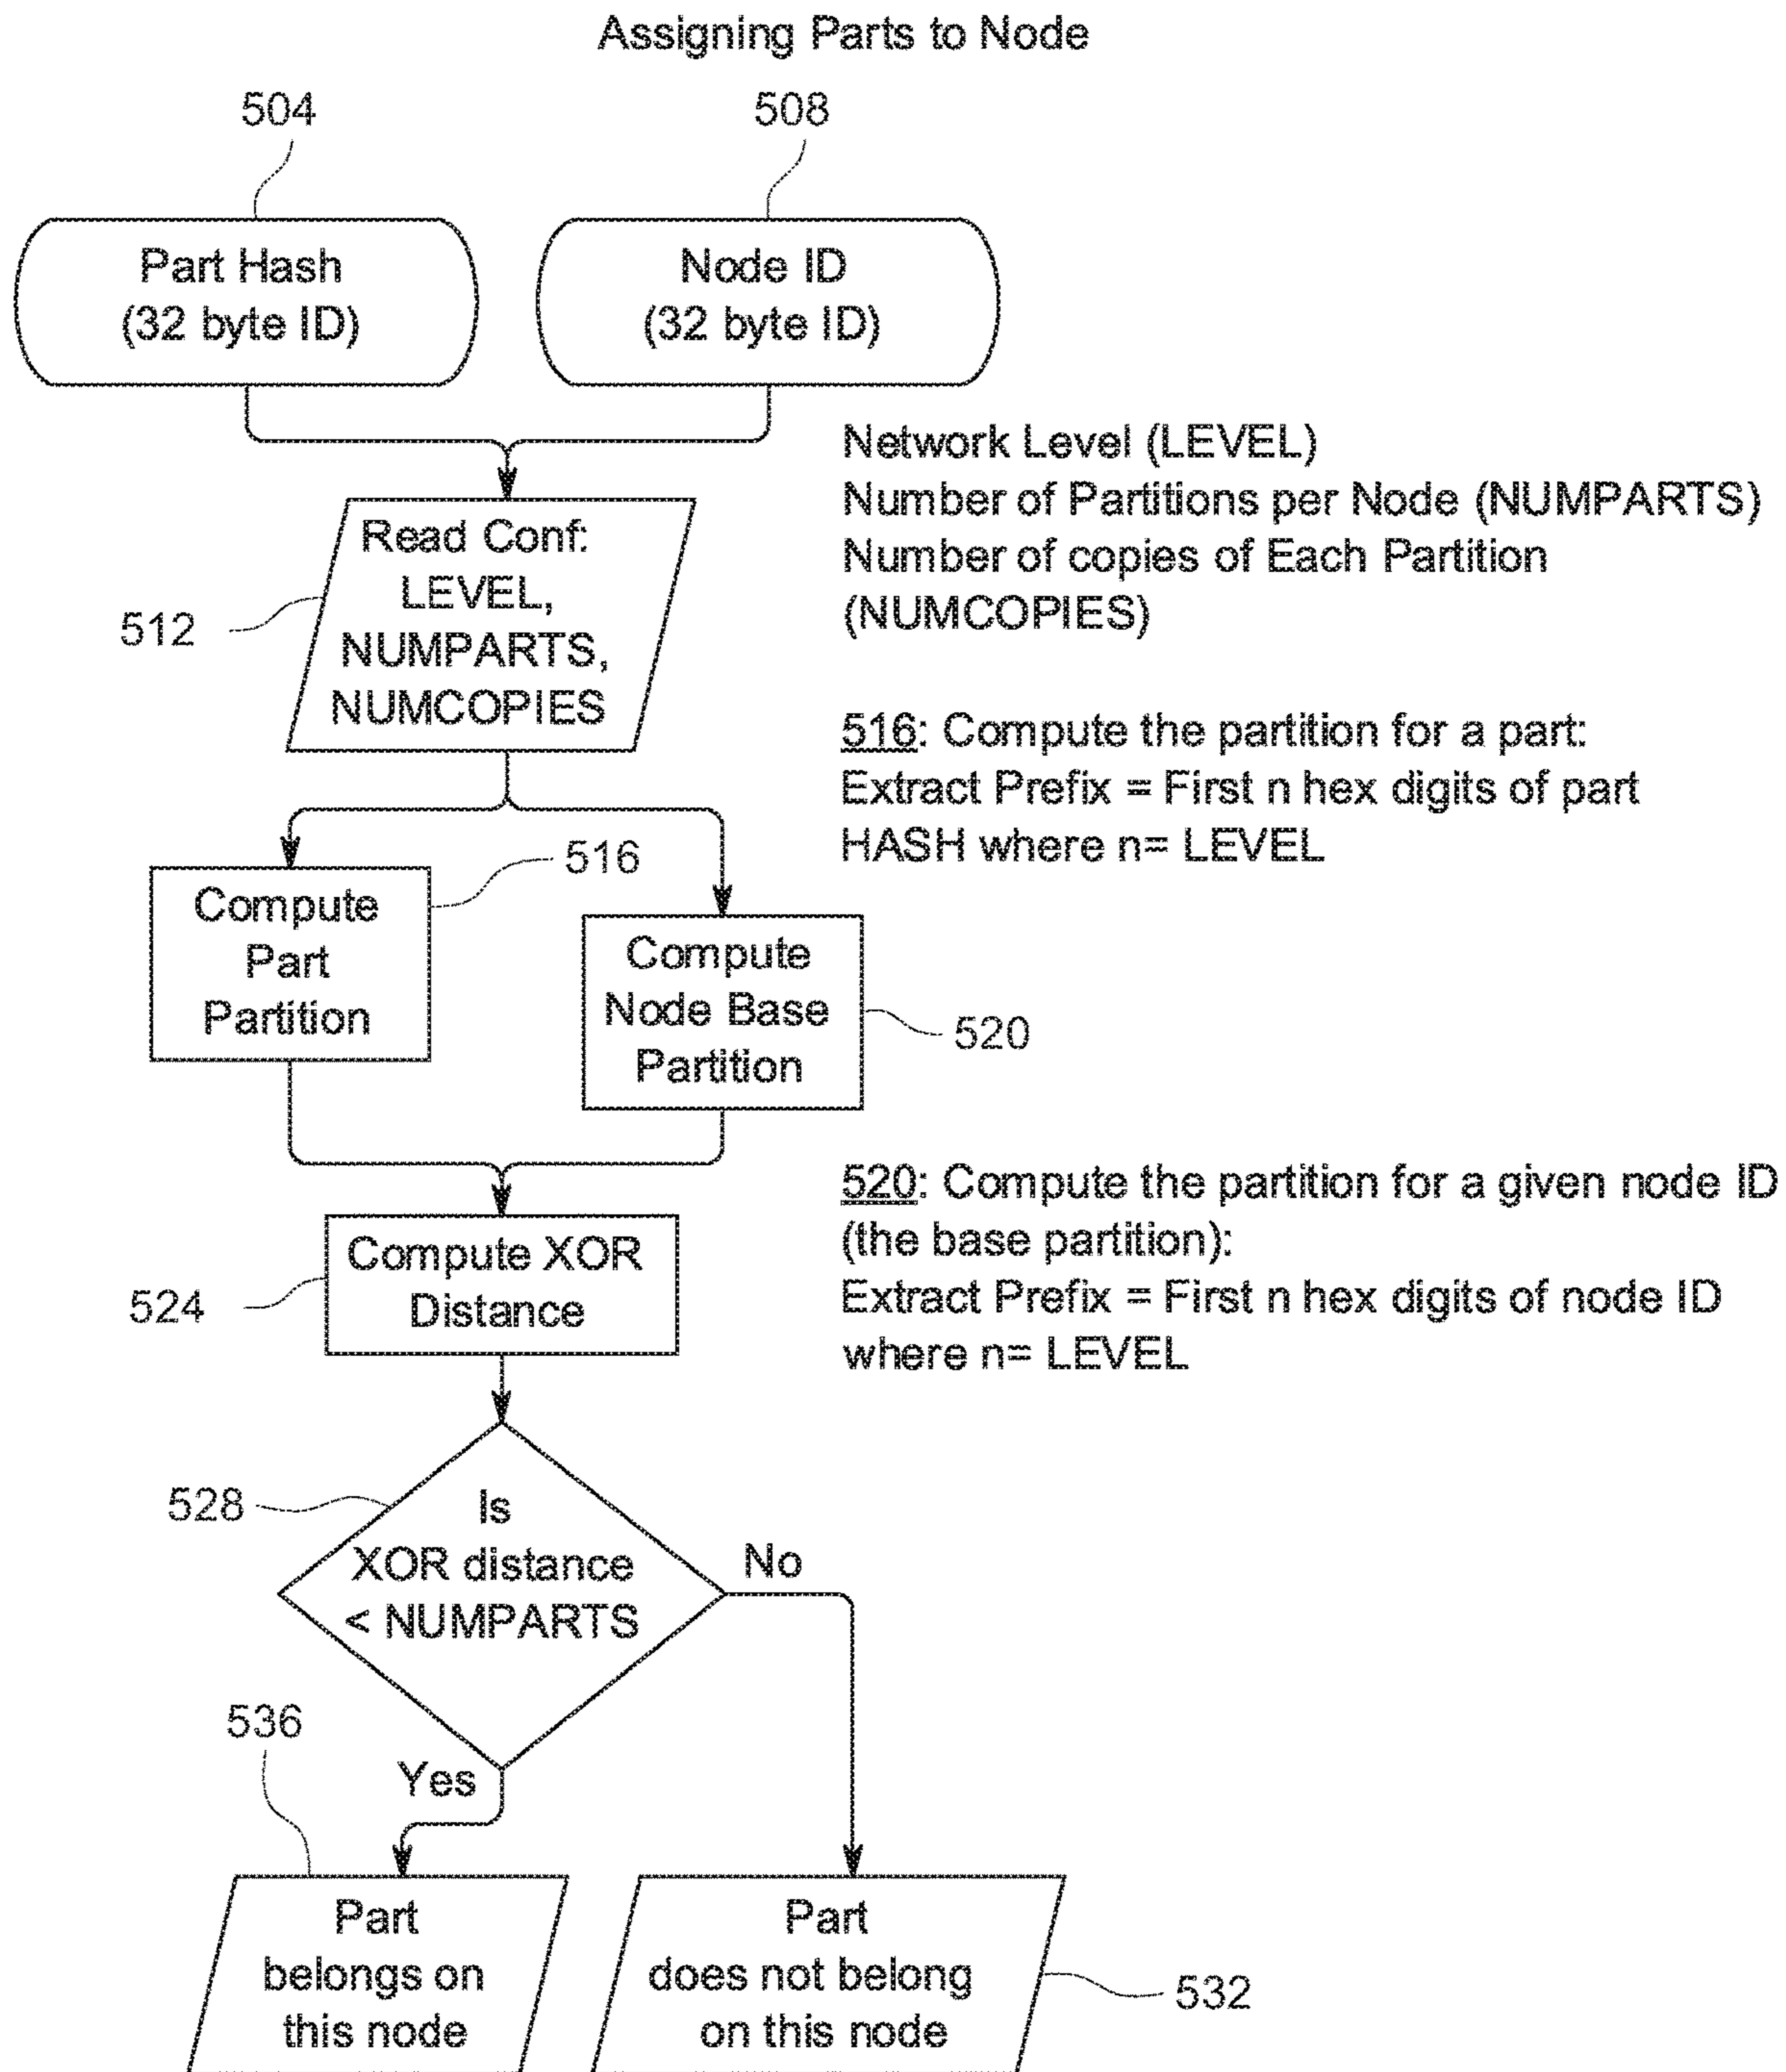 Assigning Parts to Node
504
508
Part Hash
(32 byte ID)
Node ID
(32 byte ID)
Network Level (LEVEL)
Number of Partitions per Node (NUMPARTS)
Number of copies of Each Partition
(NUMCOPIES)
Read Conf:
LEVEL,
NUMPARTS,
NUMCOPIES
512
516: Compute the partition for a part:
Extract Prefix = First n hex digits of part
HASH where n= LEVEL
516
Compute
Part
Partition
Compute
Node Base
Partition
520
520: Compute the partition for a given node ID
(the base partition):
Extract Prefix = First n hex digits of node ID
where n= LEVEL
Compute XOR
Distance
524
528
Is
XOR distance
< NUMPARTS
No
536
Yes
Part
belongs on
this node
Part
does not belong
on this node
532